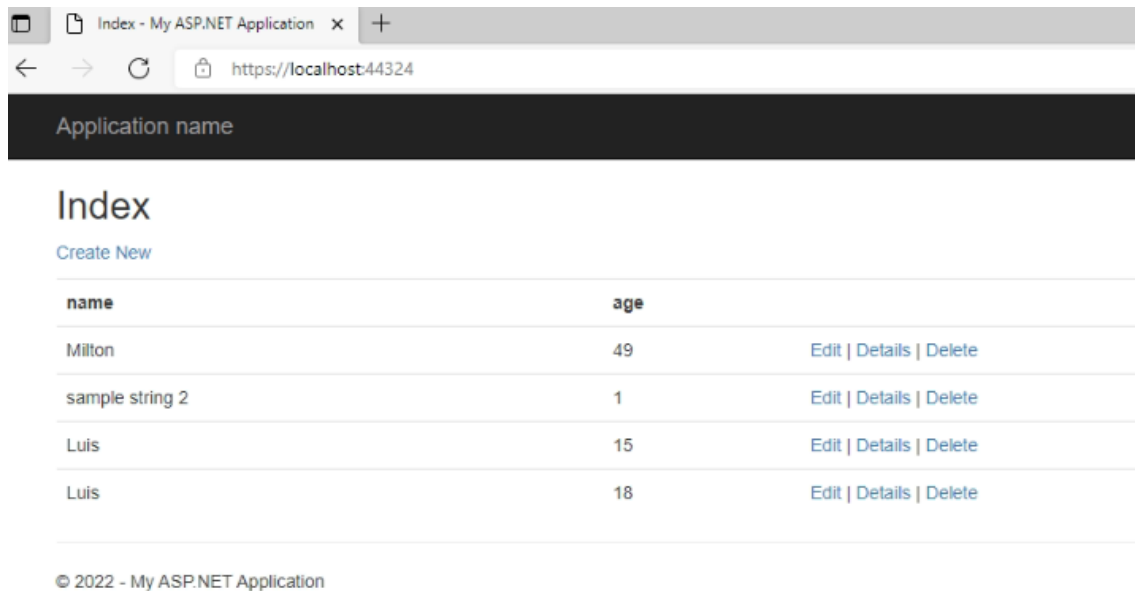 Index - My ASP.NET Application
https://localhost:44324
Application name
Index
Create New
name age
Milton 49 Edit | Details | Delete
sample string 2 1 Edit | Details | Delete
Luis 15 Edit | Details | Delete
Luis 18 Edit | Details | Delete
© 2022 - My ASP.NET Application